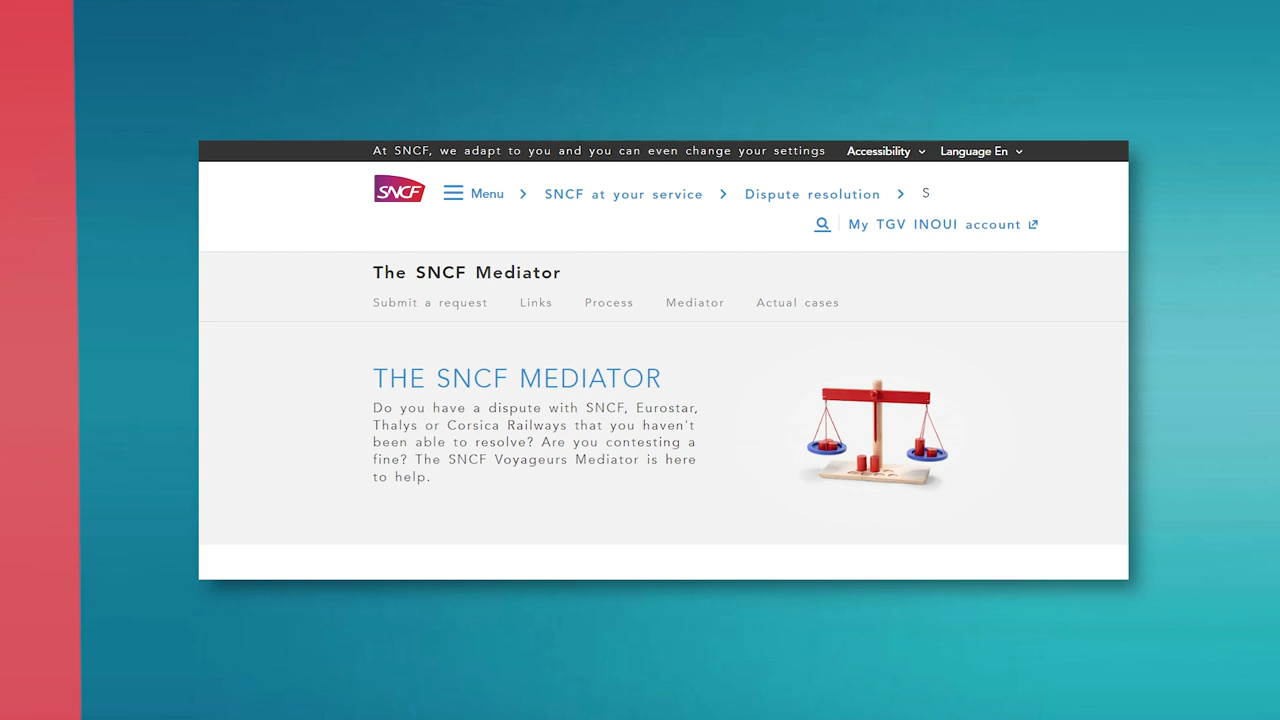 At SNCF, we adapt to you and you can even change your settings Accessibility Language En
SNCF Menu SNCF at your service Dispute resolution S
My TGV INOUI account
The SNCF Mediator
Submit a request Links Process Mediator Actual cases
THE SNCF MEDIATOR
Do you have a dispute with SNCF, Eurostar,
Thalys or Corsica Railways that you haven't
been able to resolve? Are you contesting a
fine? The SNCF Voyageurs Mediator is here
to help.